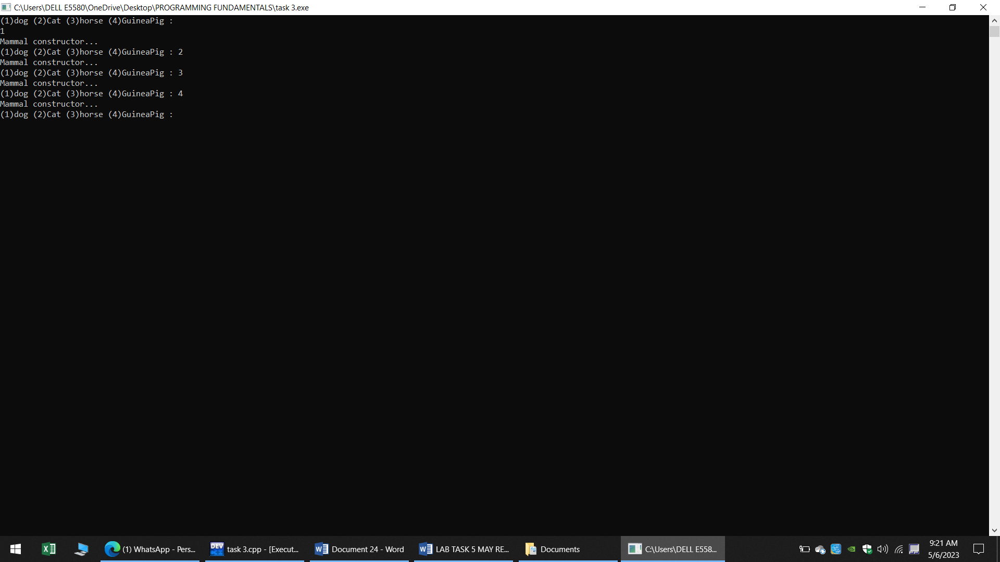 C:\Users\DELL E5580\OneDrive\Desktop\PROGRAMMING FUNDAMENTALS\task 3.exe
(1)dog (2)Cat (3)horse (4)GuineaPig :
1
Mammal constructor...
(1)dog (2)Cat (3)horse (4)GuineaPig : 2
Mammal constructor...
(1)dog (2)Cat (3)horse (4)GuineaPig : 3
Mammal constructor...
(1)dog (2)Cat (3)horse (4)GuineaPig : 4
Mammal constructor...
(1)dog (2)Cat (3)horse (4)GuineaPig :
(1) WhatsApp - Pers...
DEV
task 3.cpp - [Execut...
Document 24 - Word
LAB TASK 5 MAY RE...
Documents
C:\Users\DELL E558...
9:21 AM
5/6/2023